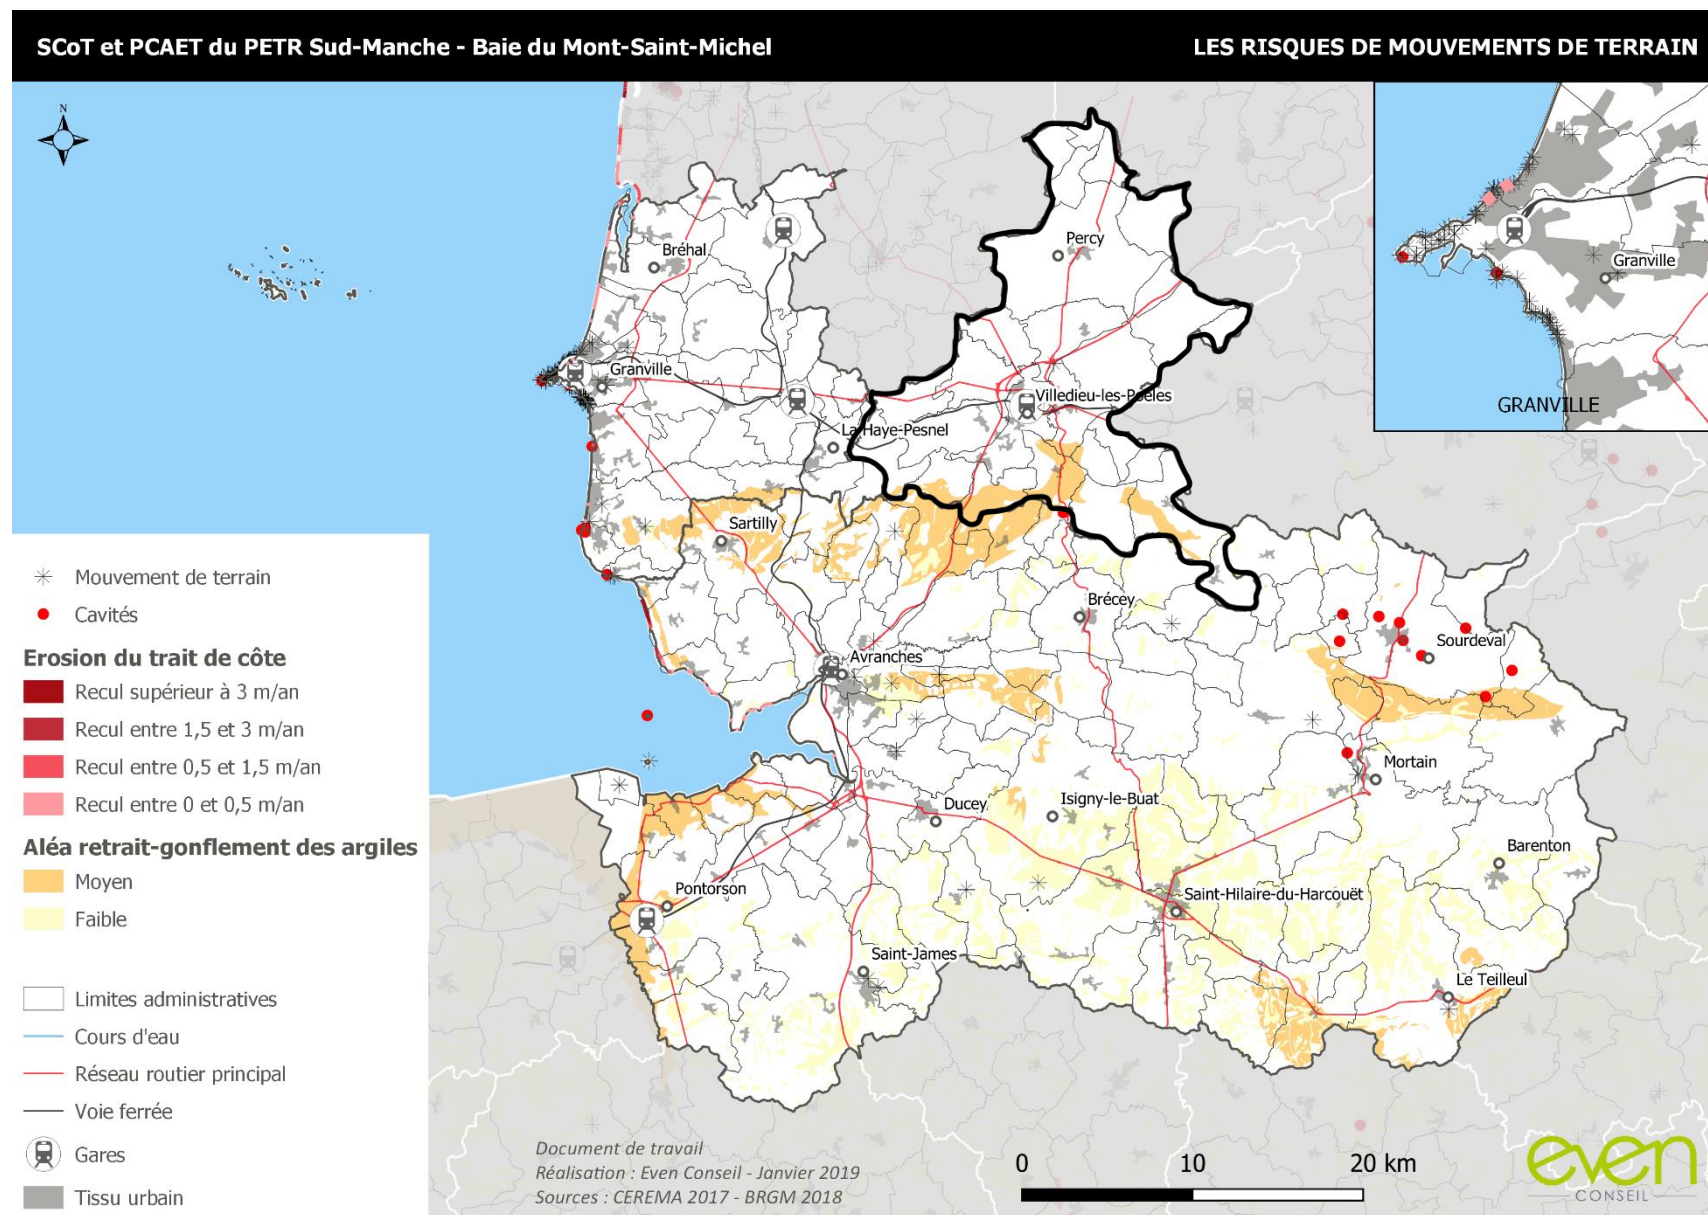 SCoT et PCAET du PETR Sud-Manche - Baie du Mont-Saint-Michel
LES RISQUES DE MOUVEMENTS DE TERRAIN
N
Bréhal
Percy
Granville
Villedieu-les-Poêles
La Haye-Pesnel
Sartilly
Brécey
Avranches
Sourdeval
Mortain
Ducey
Isigny-le-Buat
Barenton
Pontorson
Saint-Hilaire-du-Harcouët
Saint-James
Le Teilleul
Granville
GRANVILLE
Mouvement de terrain
Cavités
Erosion du trait de côte
Recul supérieur à 3 m/an
Recul entre 1,5 et 3 m/an
Recul entre 0,5 et 1,5 m/an
Recul entre 0 et 0,5 m/an
Aléa retrait-gonflement des argiles
Moyen
Faible
Limites administratives
Cours d'eau
Réseau routier principal
Voie ferrée
Gares
Tissu urbain
Document de travail
Réalisation : Even Conseil - Janvier 2019
Sources : CEREMA 2017 - BRGM 2018
0 10 20 km
even
CONSEIL